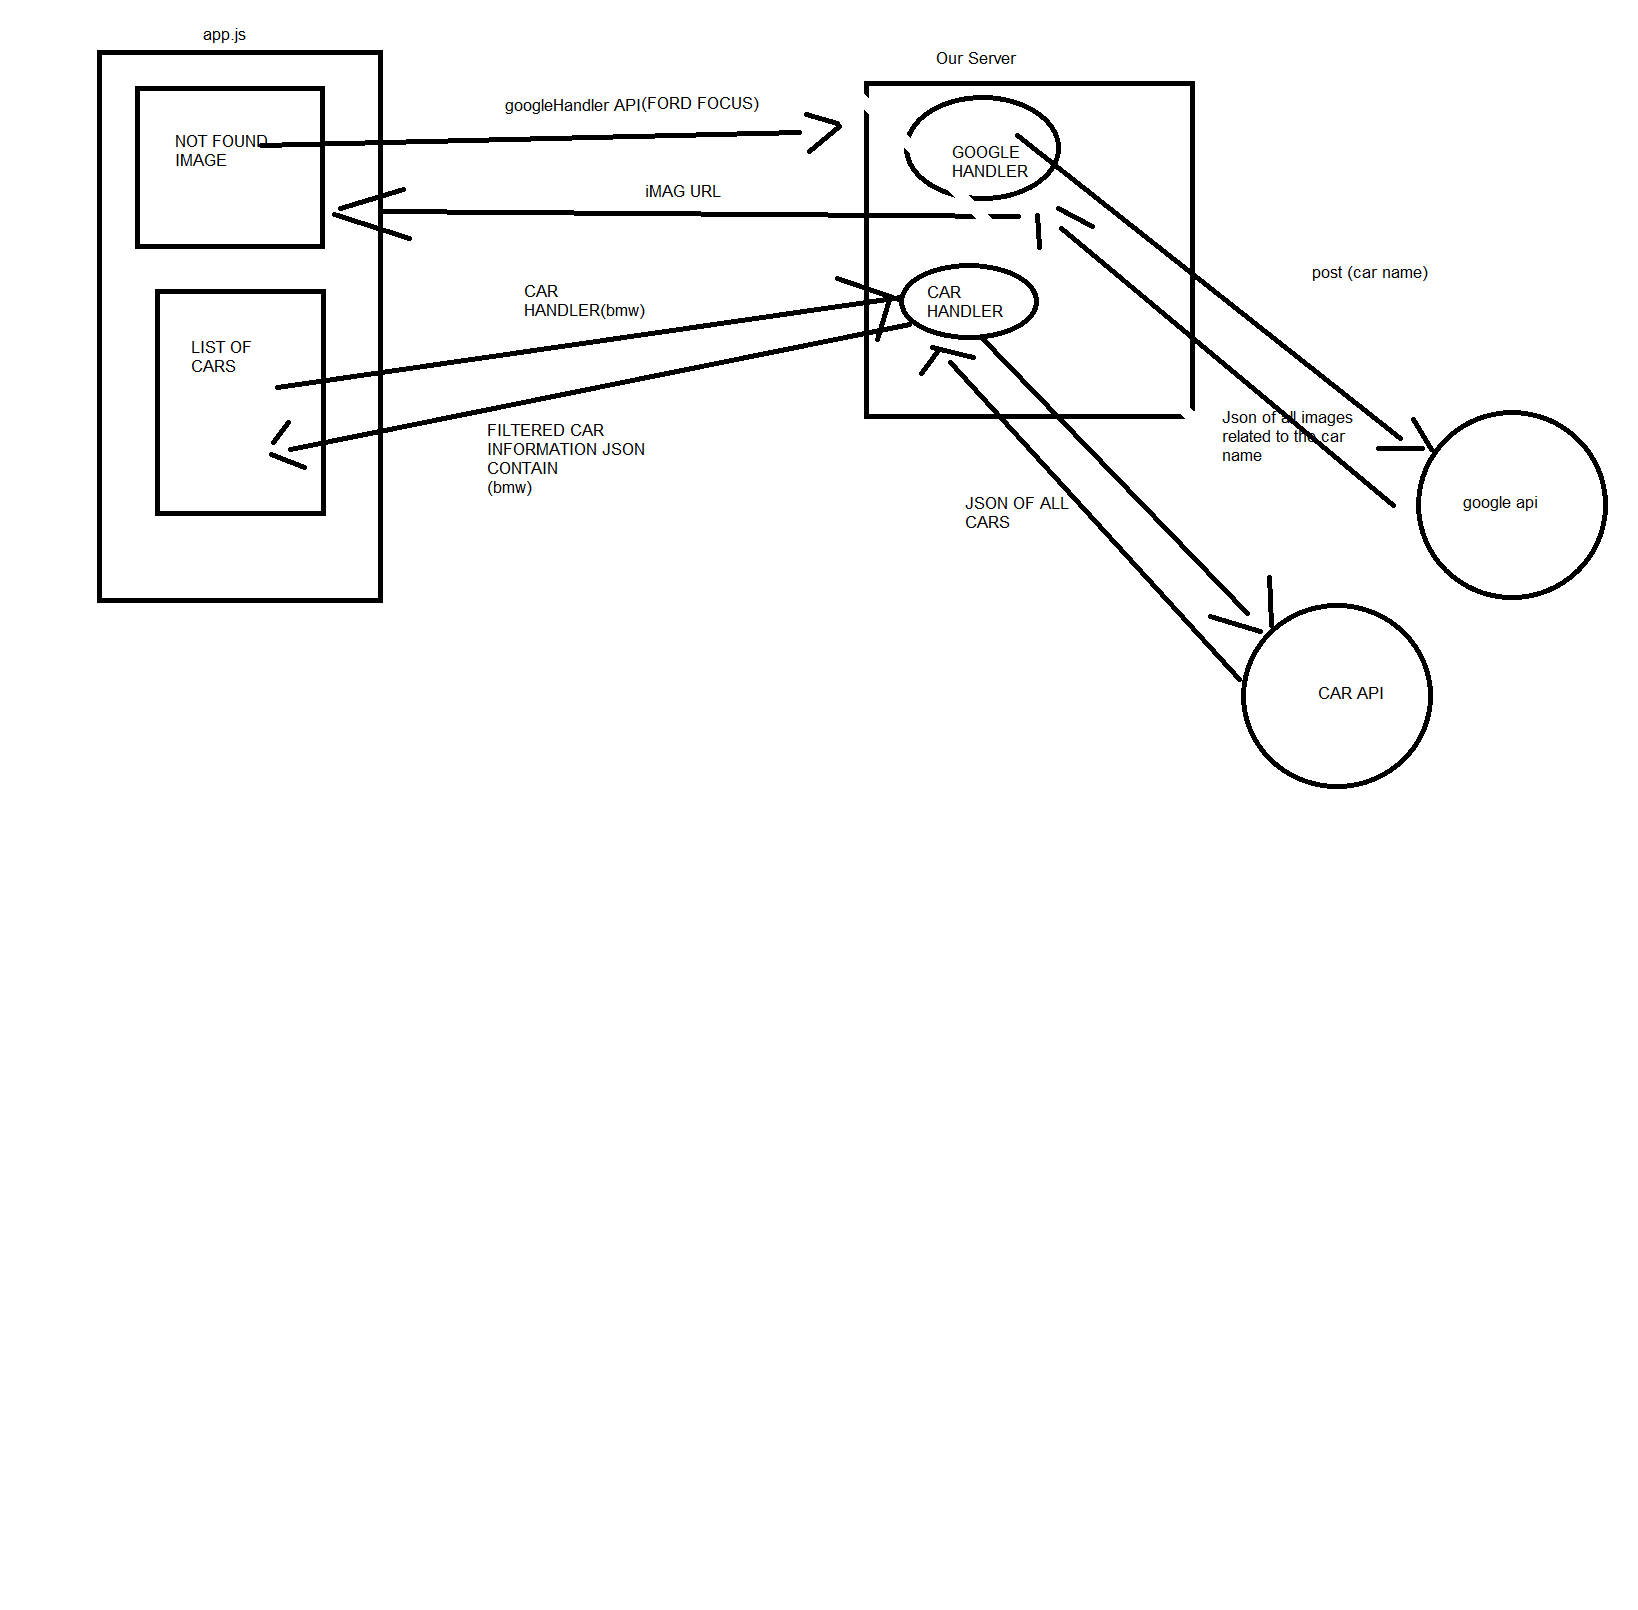 app.js
Our Server
googleHandler API(FORD FOCUS)
NOT FOUND
IMAGE
GOOGLE
HANDLER
iMAG URL
post (car name)
CAR
HANDLER(bmw)
CAR
HANDLER
LIST OF
CARS
FILTERED CAR
INFORMATION JSON
CONTAIN
(bmw)
Json of all images
related to the car
name
JSON OF ALL
CARS
google api
CAR API